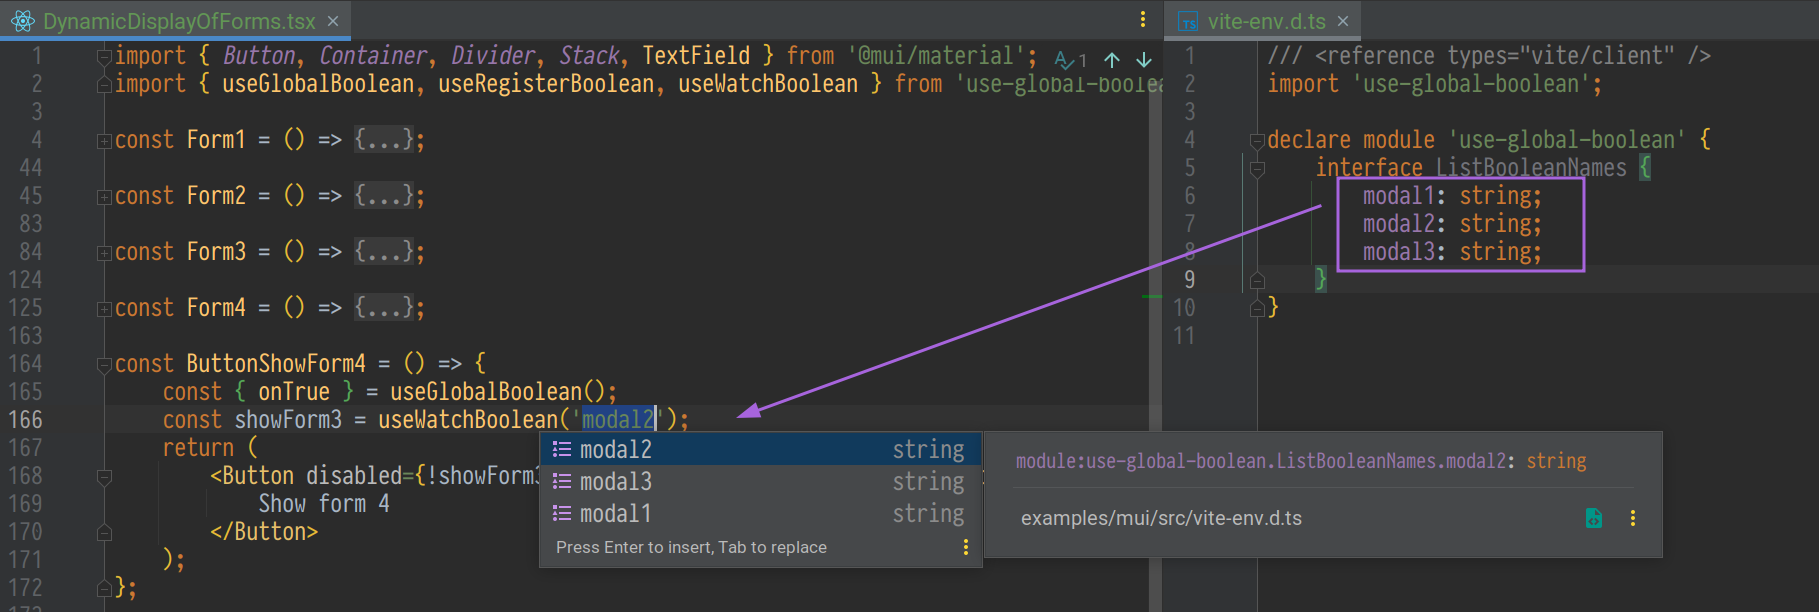 DynamicDisplayOfForms.tsx
1 import { Button, Container, Divider, Stack, TextField } from '@mui/material'; 1
2 import { useGlobalBoolean, useRegisterBoolean, useWatchBoolean } from 'use-global-boolea
3
4 const Form1 = () => {...};
44
45 const Form2 = () => {...};
83
84 const Form3 = () => {...};
124
125 const Form4 = () => {...};
163
164 const ButtonShowForm4 = () => {
165 const { onTrue } = useGlobalBoolean();
166 const showForm3 = useWatchBoolean('modal2');
167 return (
168 <Button disabled={!showForm3
169 Show form 4
170 </Button>
171 );
172 };
modal2 string
modal3 string
modal1 string
Press Enter to insert, Tab to replace
module:use-global-boolean.ListBooleanNames.modal2: string
examples/mui/src/vite-env.d.ts
TS vite-env.d.ts
1 /// <reference types="vite/client" />
2 import 'use-global-boolean';
3
4 declare module 'use-global-boolean' {
5 interface ListBooleanNames {
6 modal1: string;
7 modal2: string;
8 modal3: string;
9 }
10 }
11